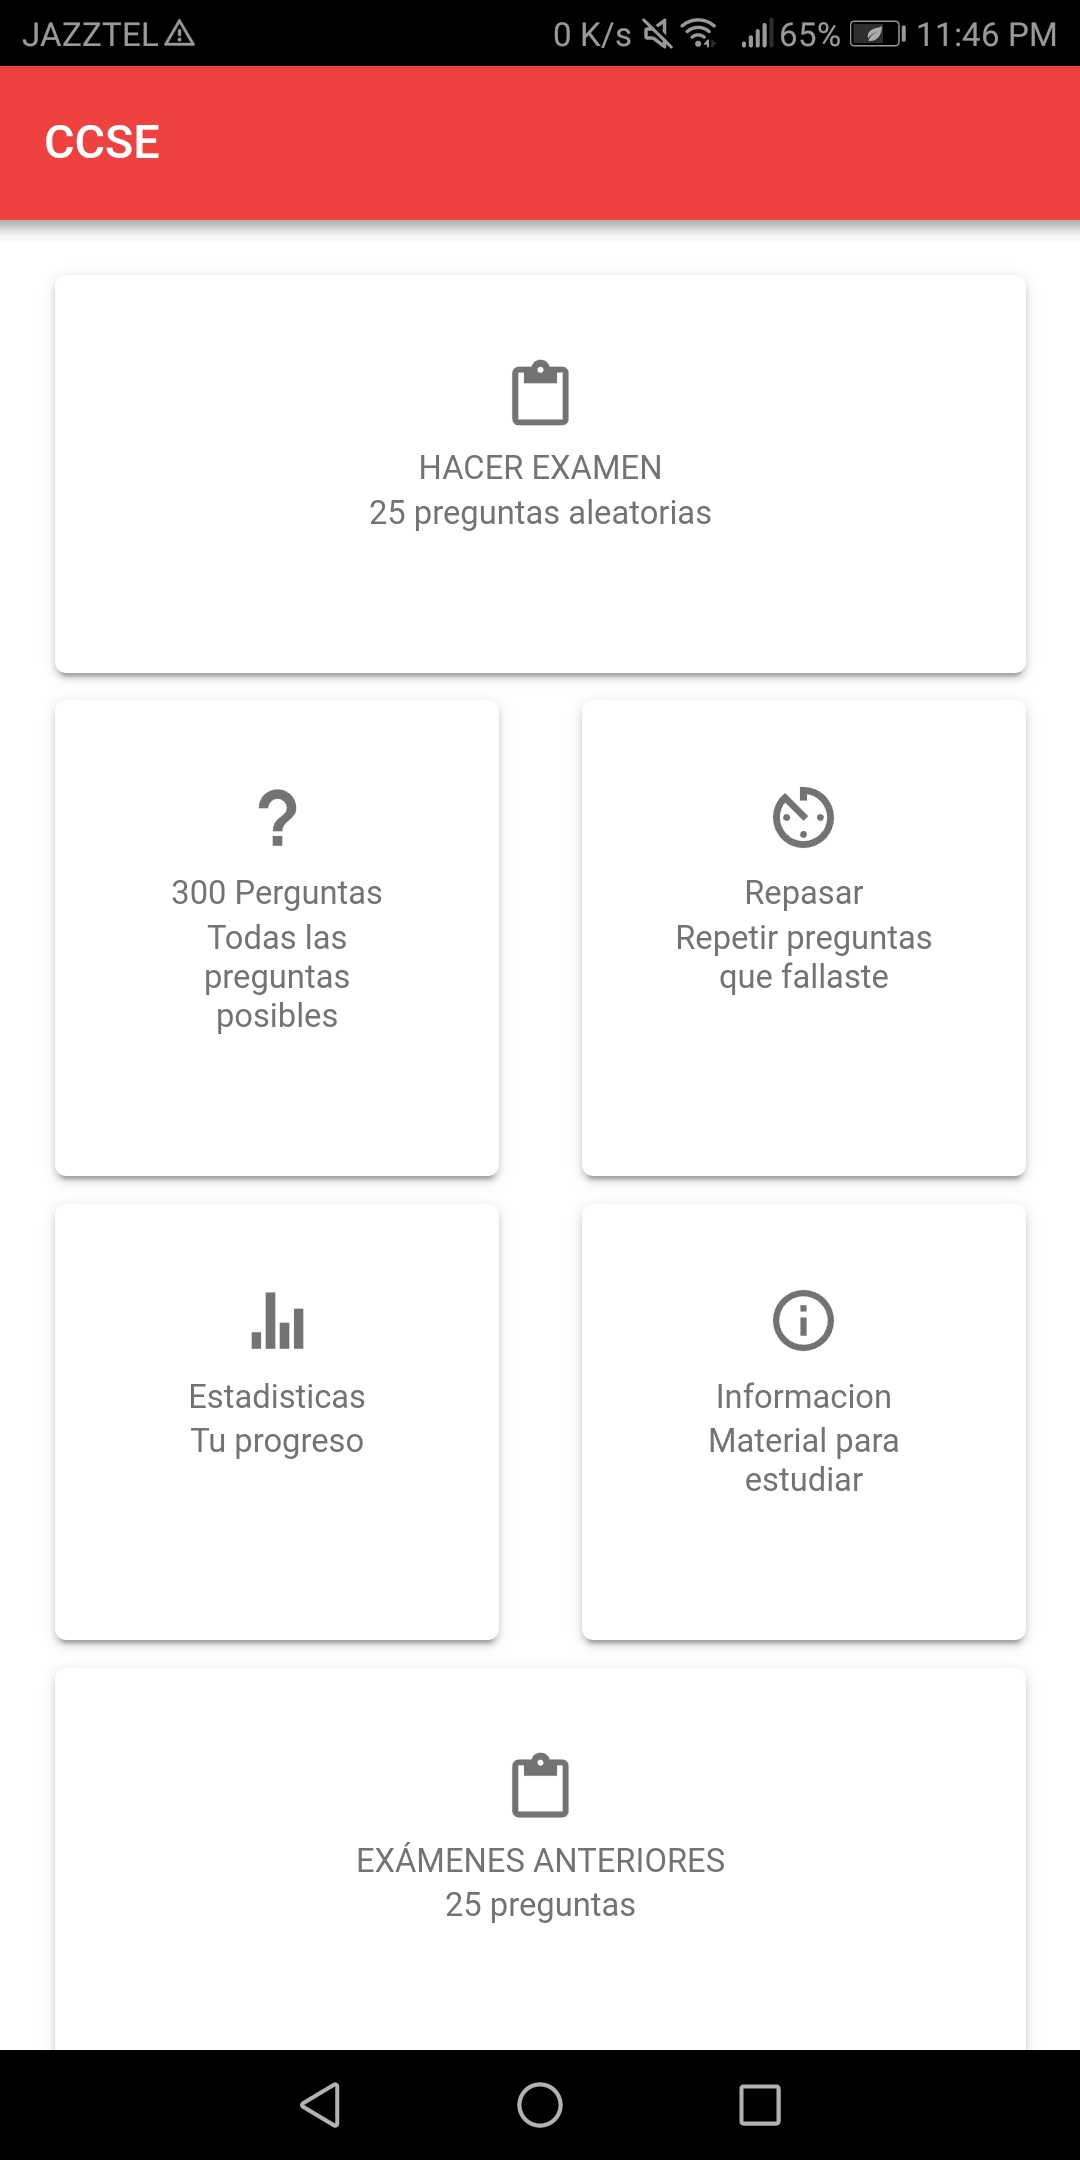 JAZZTEL
0 K/s 65% 11:46 PM
CCSE
HACER EXAMEN
25 preguntas aleatorias
300 Perguntas
Todas las
preguntas
posibles
Repasar
Repetir preguntas
que fallaste
Estadisticas
Tu progreso
Informacion
Material para
estudiar
EXÁMENES ANTERIORES
25 preguntas